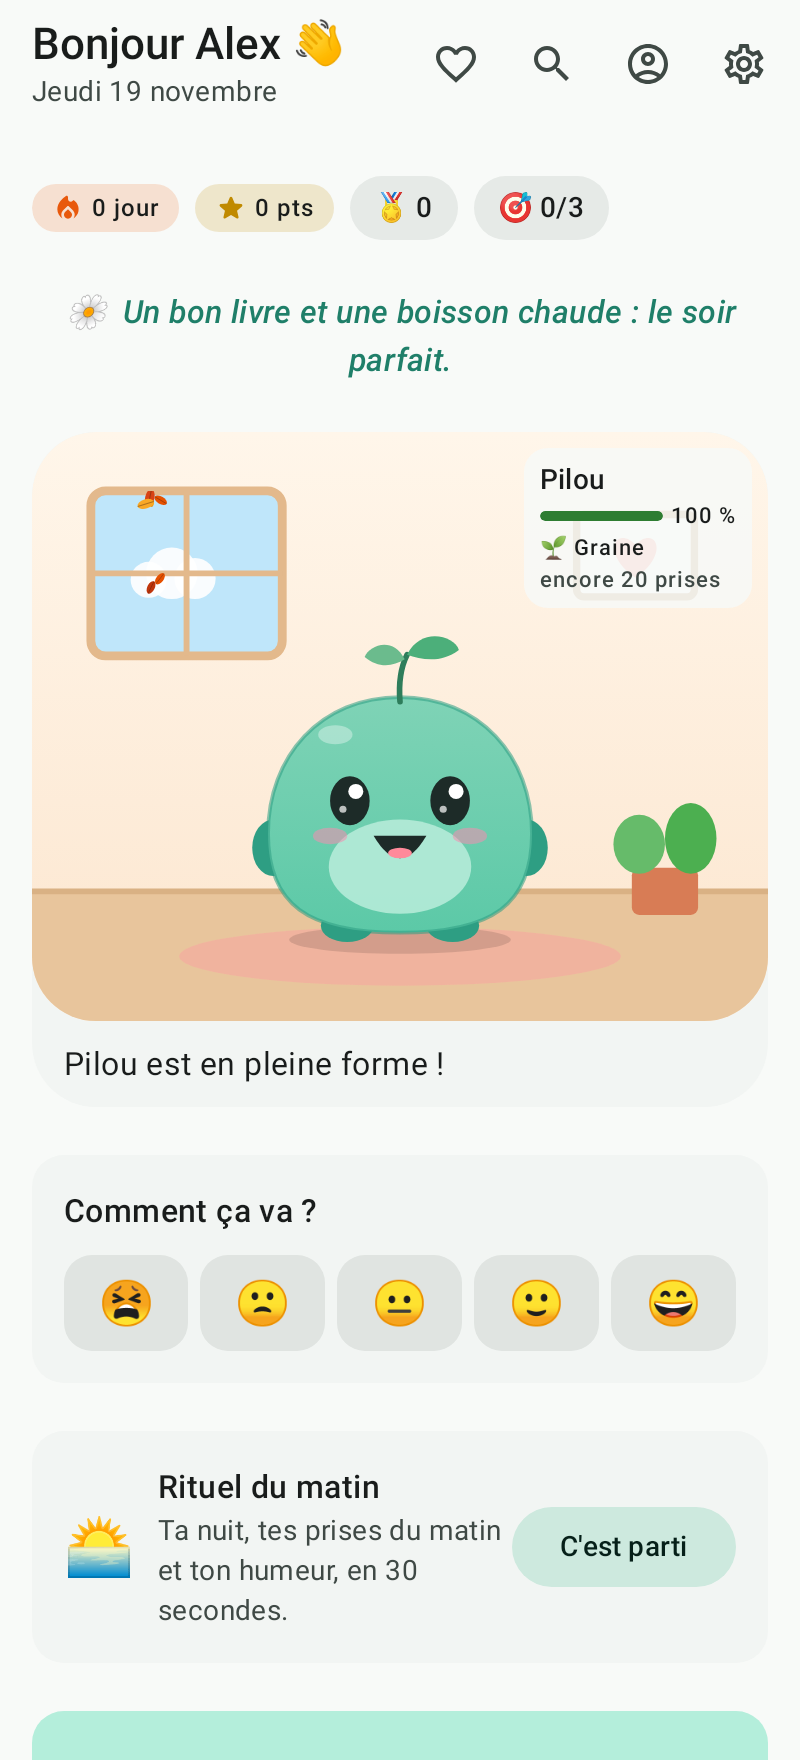 Bonjour Alex 👋
Jeudi 19 novembre
0 jour
0 pts
0
0/3
Un bon livre et une boisson chaude : le soir
parfait.
Pilou
100 %
Graine
encore 20 prises
Pilou est en pleine forme !
Comment ça va ?
Rituel du matin
Ta nuit, tes prises du matin
et ton humeur, en 30
secondes.
C'est parti